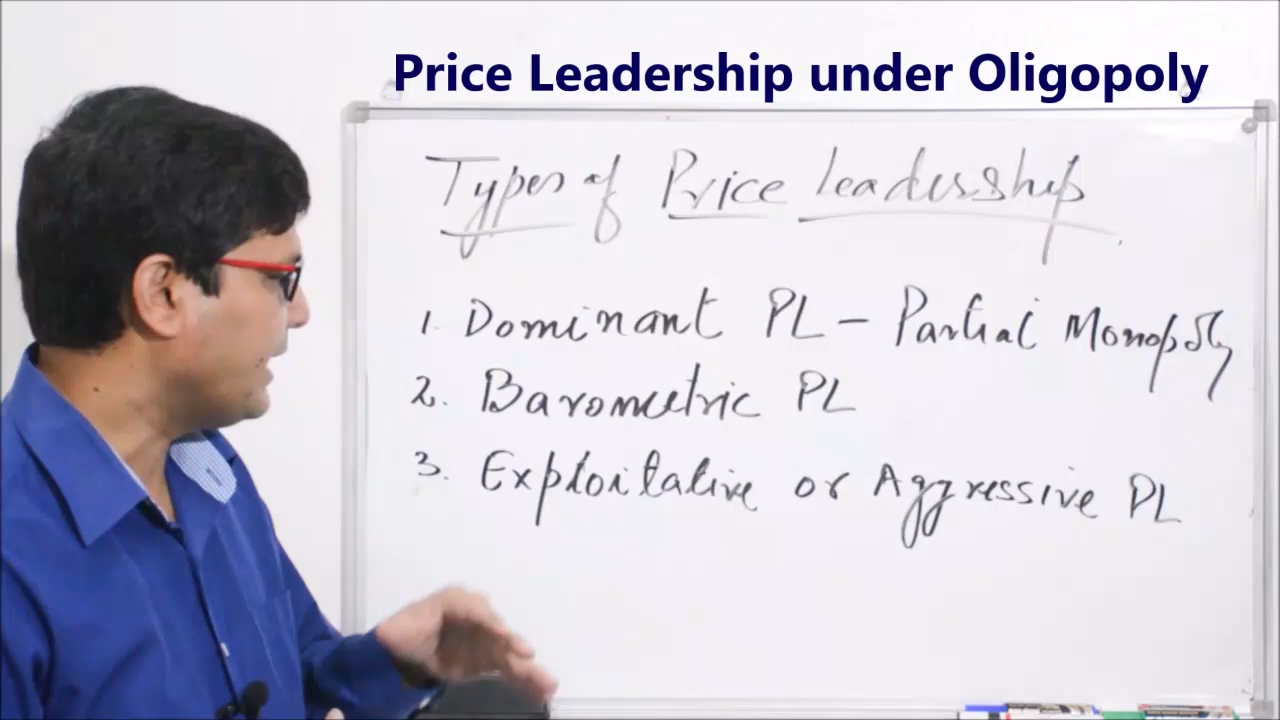 Price Leadership under Oligopoly
Types of Price Leadership
1. Dominant PL - Partial Monopoly
2. Barometric PL
3. Exploitative or Aggressive PL